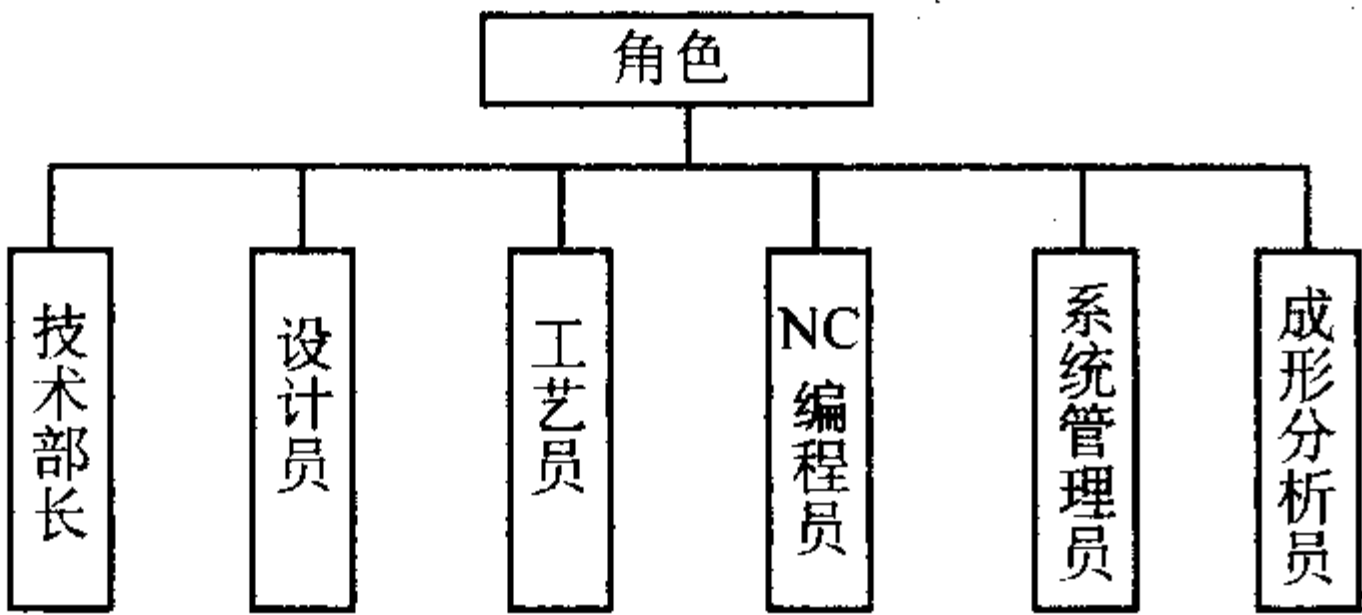 角色
技术部长
设计员
工艺员
NC编程员
系统管理员
成形分析员